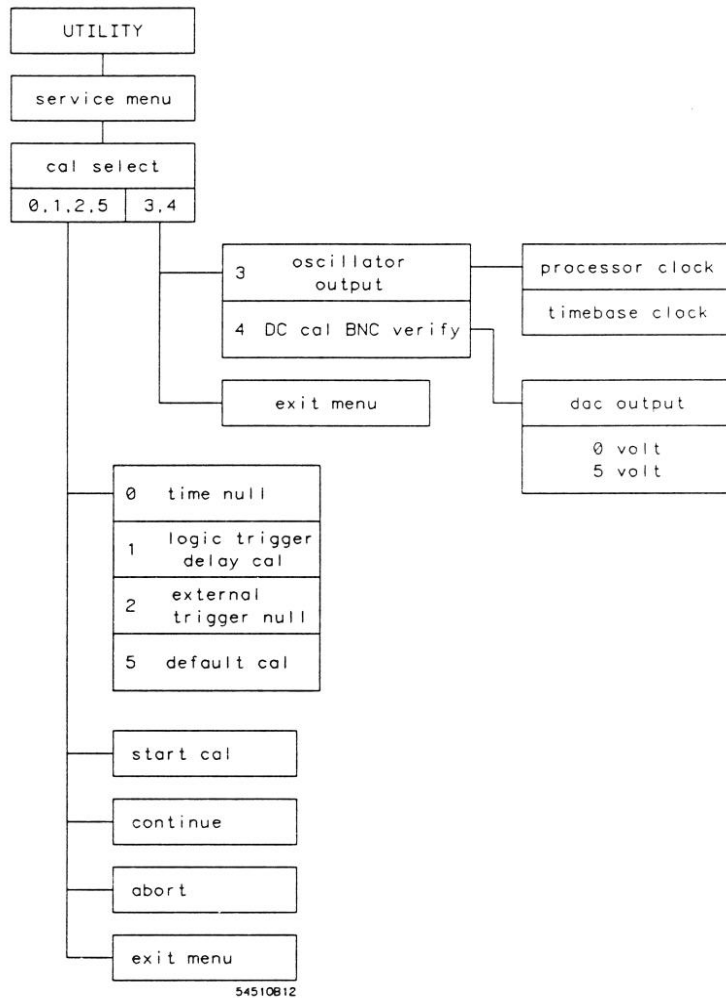 UTILITY
service menu
cal select
0,1,2,5 3,4
3 oscillator
output
4 DC cal BNC verify
processor clock
timebase clock
exit menu
dac output
0 volt
5 volt
0 time null
1 logic trigger
delay cal
2 external
trigger null
5 default cal
start cal
continue
abort
exit menu
54510B12